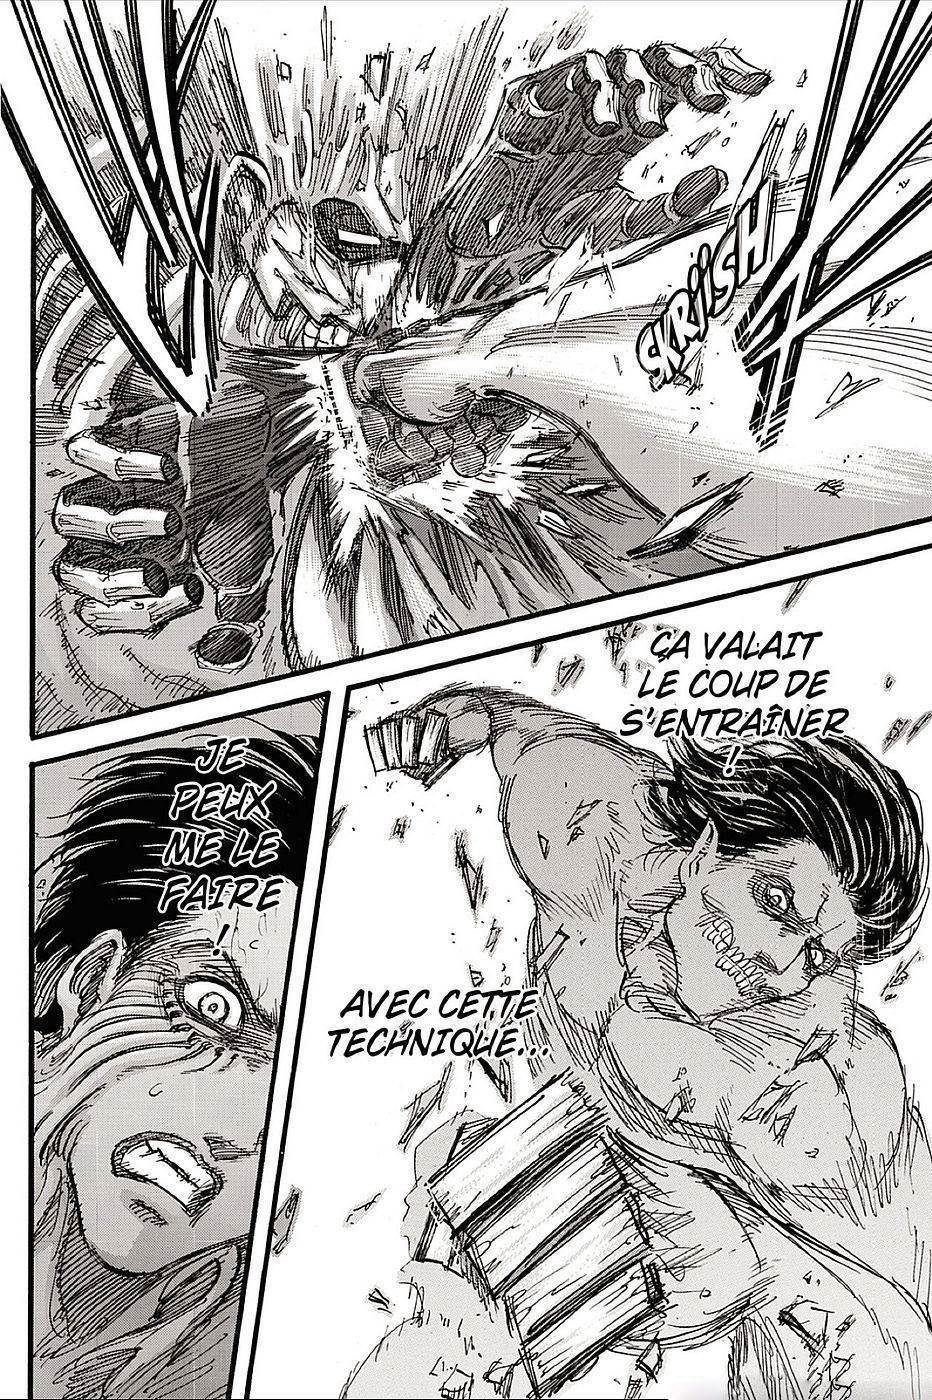 SKRIISH
ÇA VALAIT
LE COUP DE
S'ENTRAÎNER
!
AVEC CETTE
TECHNIQUE...
JE
PEUX
ME LE
FAIRE
!